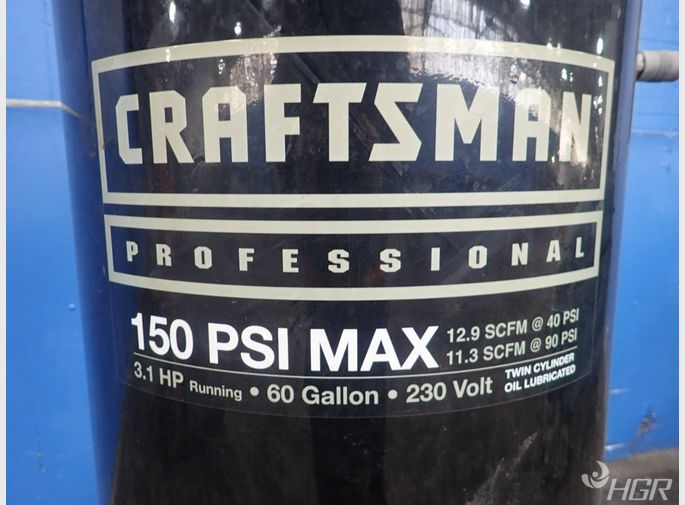 CRAFTSMAN
PROFESSIONAL
150 PSI MAX
12.9 SCFM @ 40 PSI
11.3 SCFM @ 90 PSI
3.1 HP Running • 60 Gallon • 230 Volt
TWIN CYLINDER
OIL LUBRICATED
HGR